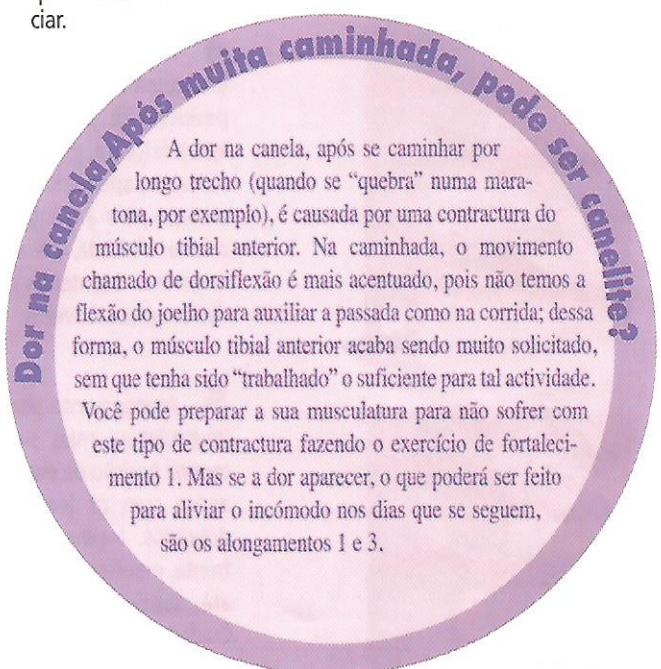 ciar.
Dor na canela,Após muita caminhada, pode ser canelite?
A dor na canela, após se caminhar por
longo trecho (quando se “quebra” numa mara-
tona, por exemplo), é causada por uma contractura do
músculo tibial anterior. Na caminhada, o movimento
chamado de dorsiflexão é mais acentuado, pois não temos a
flexão do joelho para auxiliar a passada como na corrida; dessa
forma, o músculo tibial anterior acaba sendo muito solicitado,
sem que tenha sido “trabalhado” o suficiente para tal actividade.
Você pode preparar a sua musculatura para não sofrer com
este tipo de contractura fazendo o exercício de fortaleci-
mento 1. Mas se a dor aparecer, o que poderá ser feito
para aliviar o incómodo nos dias que se seguem,
são os alongamentos 1 e 3.